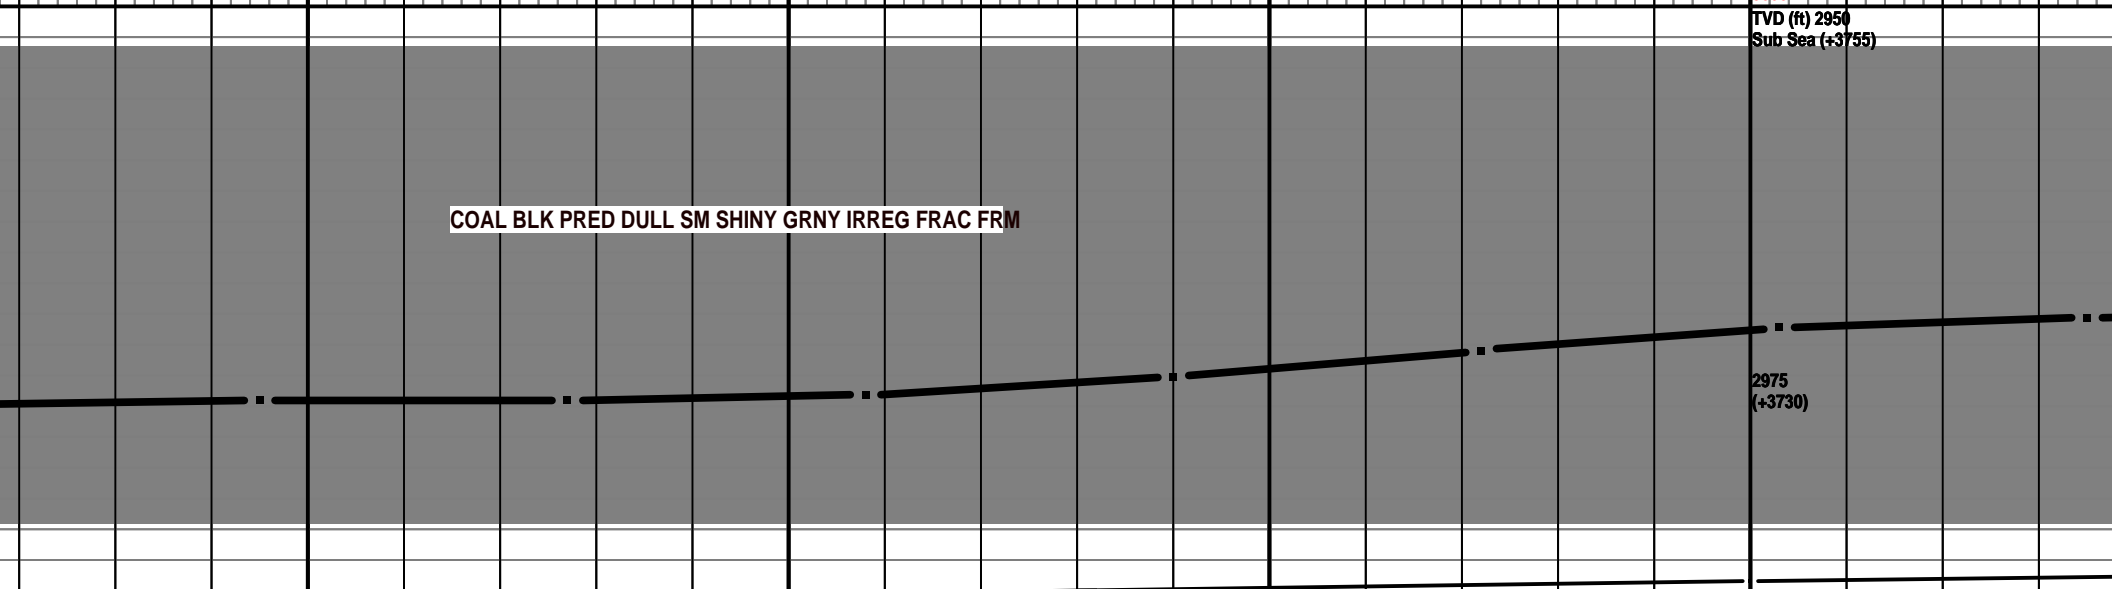 TVD (ft) 2950
Sub Sea (+3755)
COAL BLK PRED DULL SM SHINY GRNY IRREG FRAC FRM
2975
(+3730)